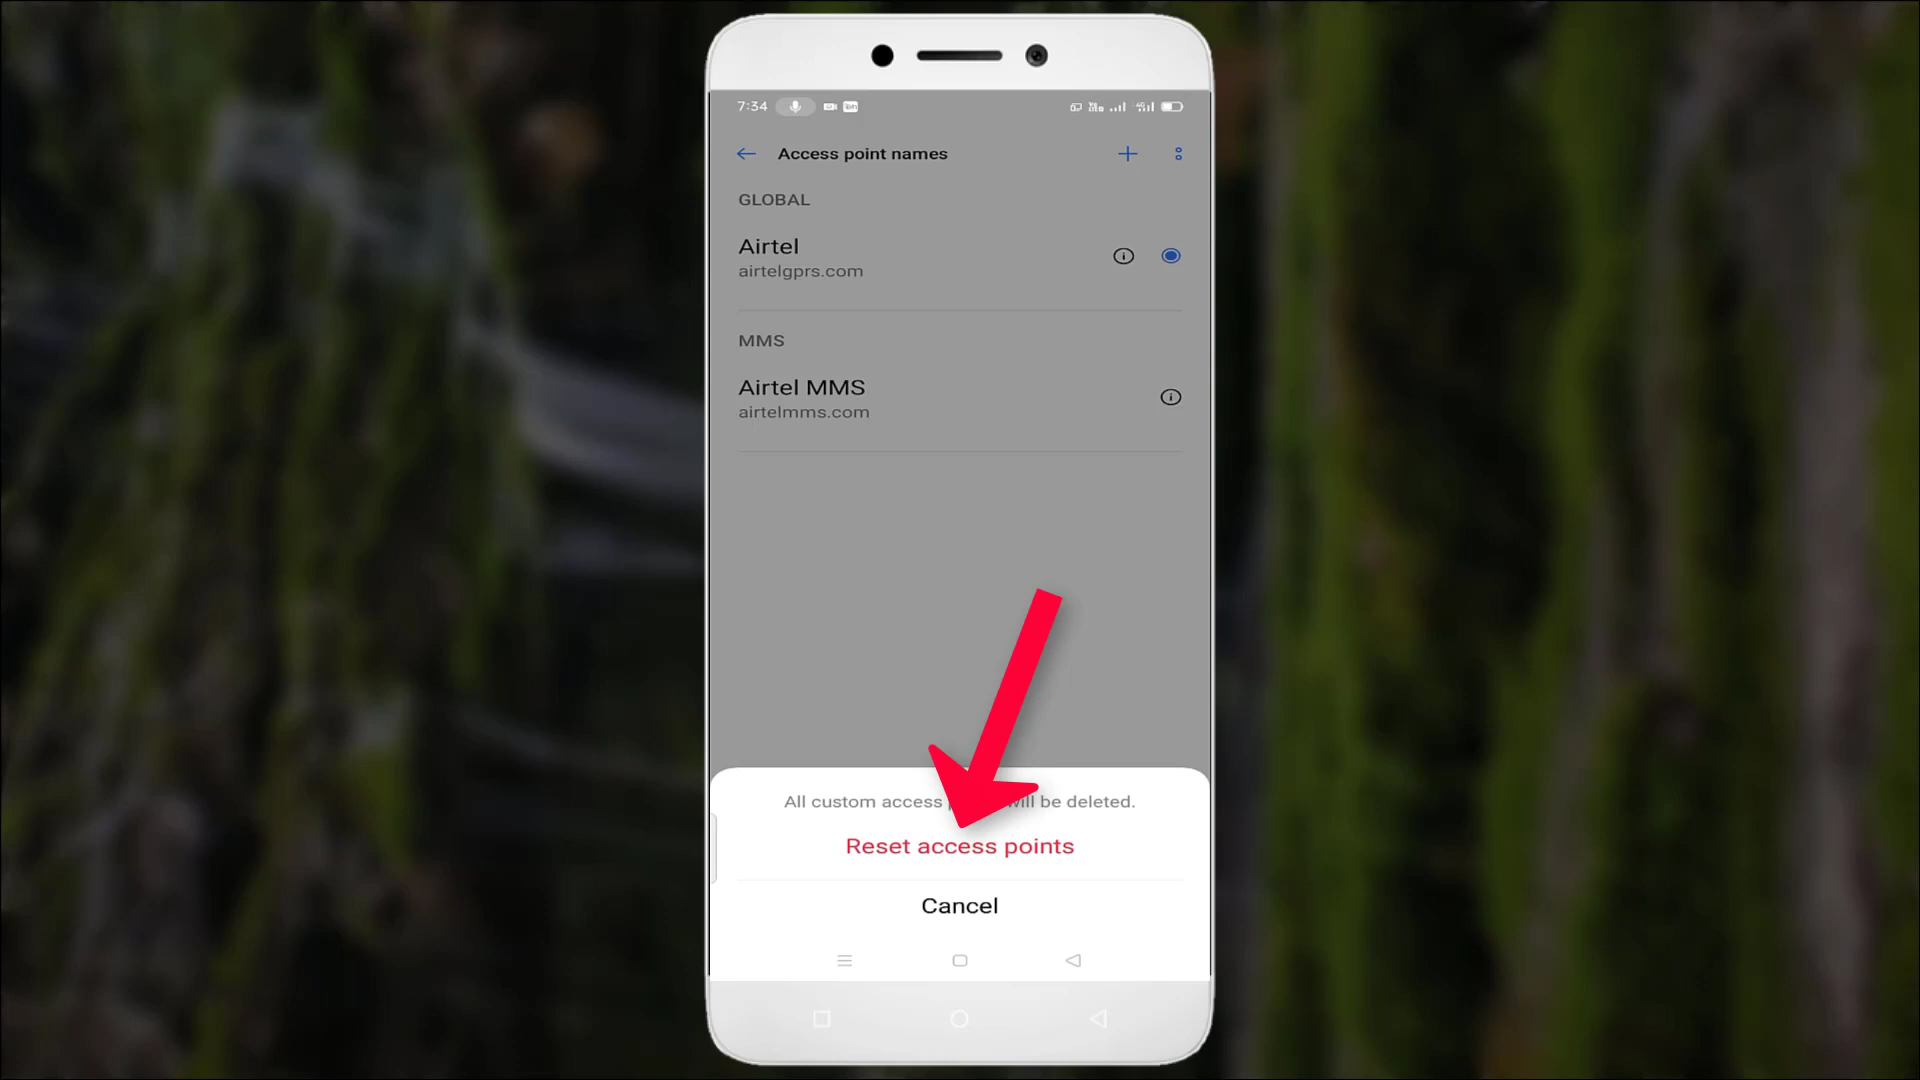 7:34
Access point names
GLOBAL
Airtel
airtelgprs.com
MMS
Airtel MMS
airtelmms.com
All custom access will be deleted.
Reset access points
Cancel